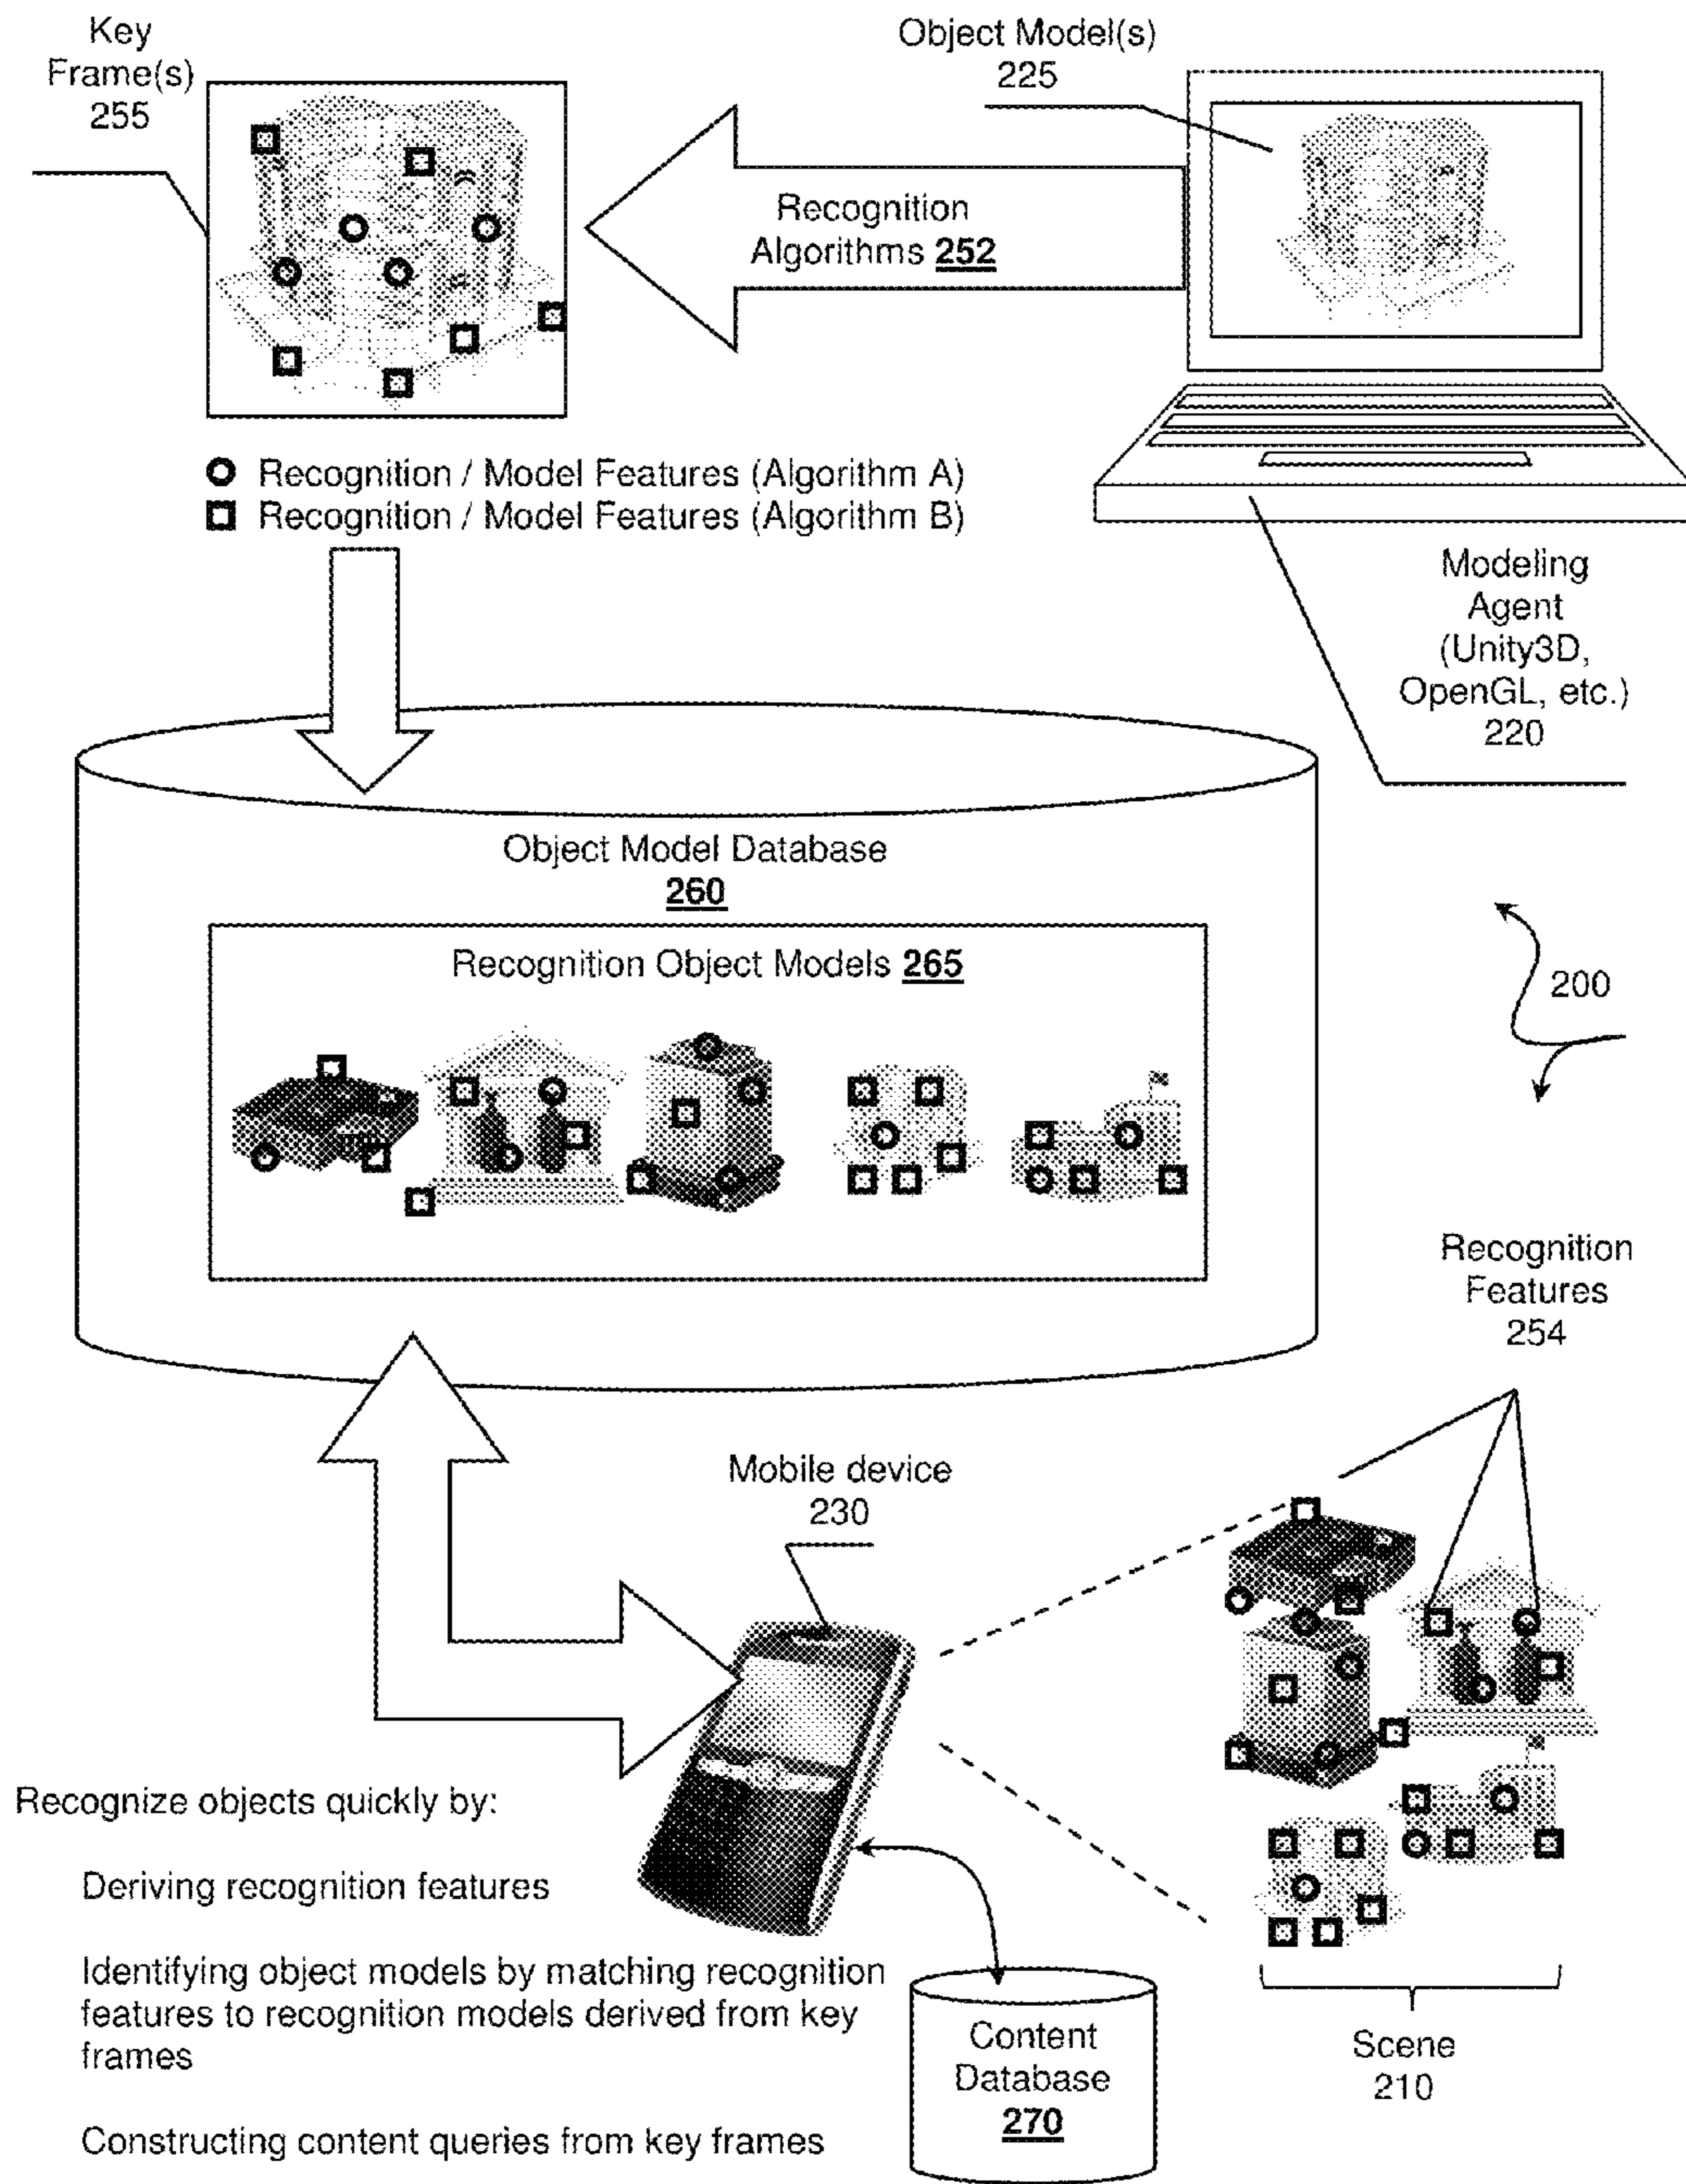 Key
Frame(s)
255
Object Model(s)
225
Recognition
Algorithms 252
Recognition / Model Features (Algorithm A)
Recognition / Model Features (Algorithm B)
Modeling
Agent
(Unity3D,
OpenGL, etc.)
220
Object Model Database
260
Recognition Object Models 265
200
Recognition
Features
254
Mobile device
230
Recognize objects quickly by:
Deriving recognition features
Identifying object models by matching recognition
features to recognition models derived from key
frames
Constructing content queries from key frames
Content
Database
270
Scene
210